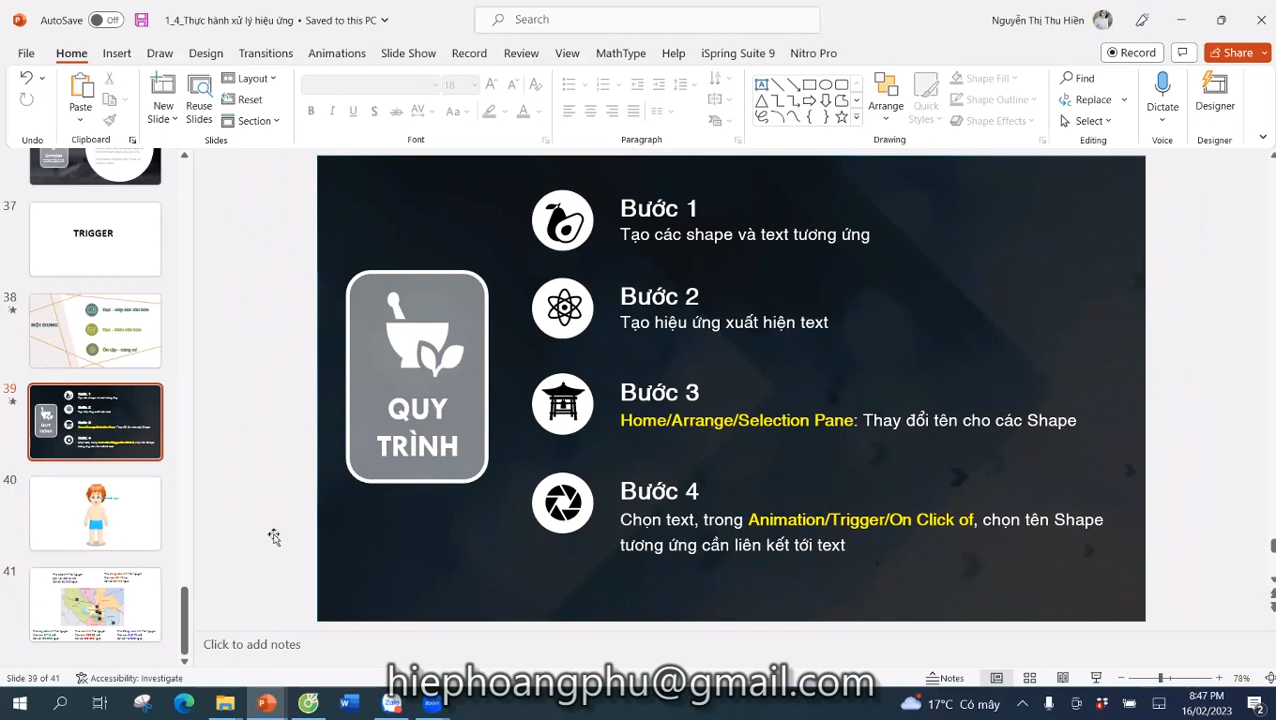 AutoSave Off 1_4_Thực hành xử lý hiệu ứng • Saved to this PC
Search
Nguyễn Thị Thu Hiền
File Home Insert Draw Design Transitions Animations Slide Show Record Review View MathType Help iSpring Suite 9 Nitro Pro
Record Share
Undo
Paste
Clipboard
New Slide
Reuse Slides
Layout
Reset
Section
Slides
18
Font
Paragraph
Arrange
Quick Styles
Shape Fill
Shape Outline
Shape Effects
Drawing
Find
Replace
Select
Editing
Dictate
Voice
Designer
Designer
37
TRIGGER
38
NỘI DUNG
39
40
41
QUY
TRÌNH
Bước 1
Tạo các shape và text tương ứng
Bước 2
Tạo hiệu ứng xuất hiện text
Bước 3
Home/Arrange/Selection Pane: Thay đổi tên cho các Shape
Bước 4
Chọn text, trong Animation/Trigger/On Click of, chọn tên Shape
tương ứng cần liên kết tới text
Click to add notes
Slide 39 of 41 Accessibility: Investigate
Notes
78%
hiephoangphu@gmail.com
17°C Có mây
8:47 PM
16/02/2023